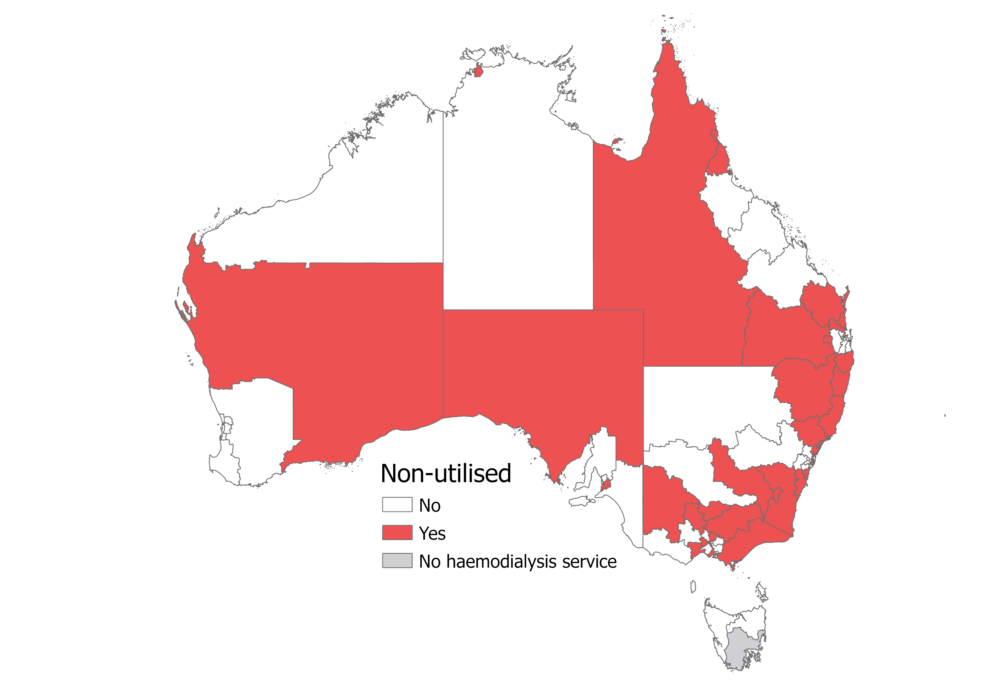 Non-utilised
No
Yes
No haemodialysis service